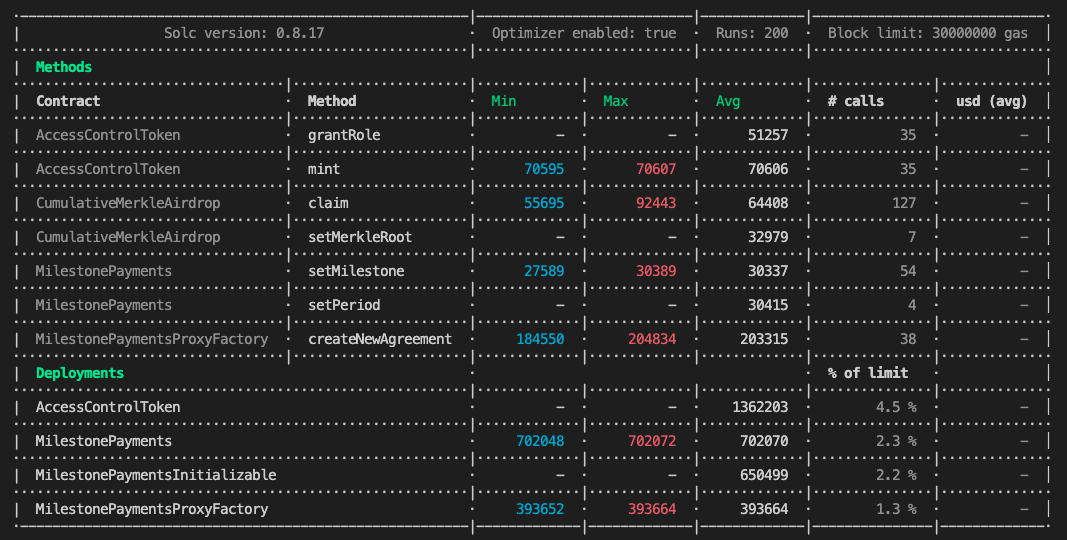 Solc version: 0.8.17 · Optimizer enabled: true · Runs: 200 · Block limit: 30000000 gas
Methods
Contract · Method · Min · Max · Avg · # calls · usd (avg)
AccessControlToken · grantRole · - · - · 51257 · 35 · -
AccessControlToken · mint · 70595 · 70607 · 70606 · 35 · -
CumulativeMerkleAirdrop · claim · 55695 · 92443 · 64408 · 127 · -
CumulativeMerkleAirdrop · setMerkleRoot · - · - · 32979 · 7 · -
MilestonePayments · setMilestone · 27589 · 30389 · 30337 · 54 · -
MilestonePayments · setPeriod · - · - · 30415 · 4 · -
MilestonePaymentsProxyFactory · createNewAgreement · 184550 · 204834 · 203315 · 38 · -
Deployments · % of limit ·
AccessControlToken · - · - · 1362203 · 4.5 % · -
MilestonePayments · 702048 · 702072 · 702070 · 2.3 % · -
MilestonePaymentsInitializable · - · - · 650499 · 2.2 % · -
MilestonePaymentsProxyFactory · 393652 · 393664 · 393664 · 1.3 % · -